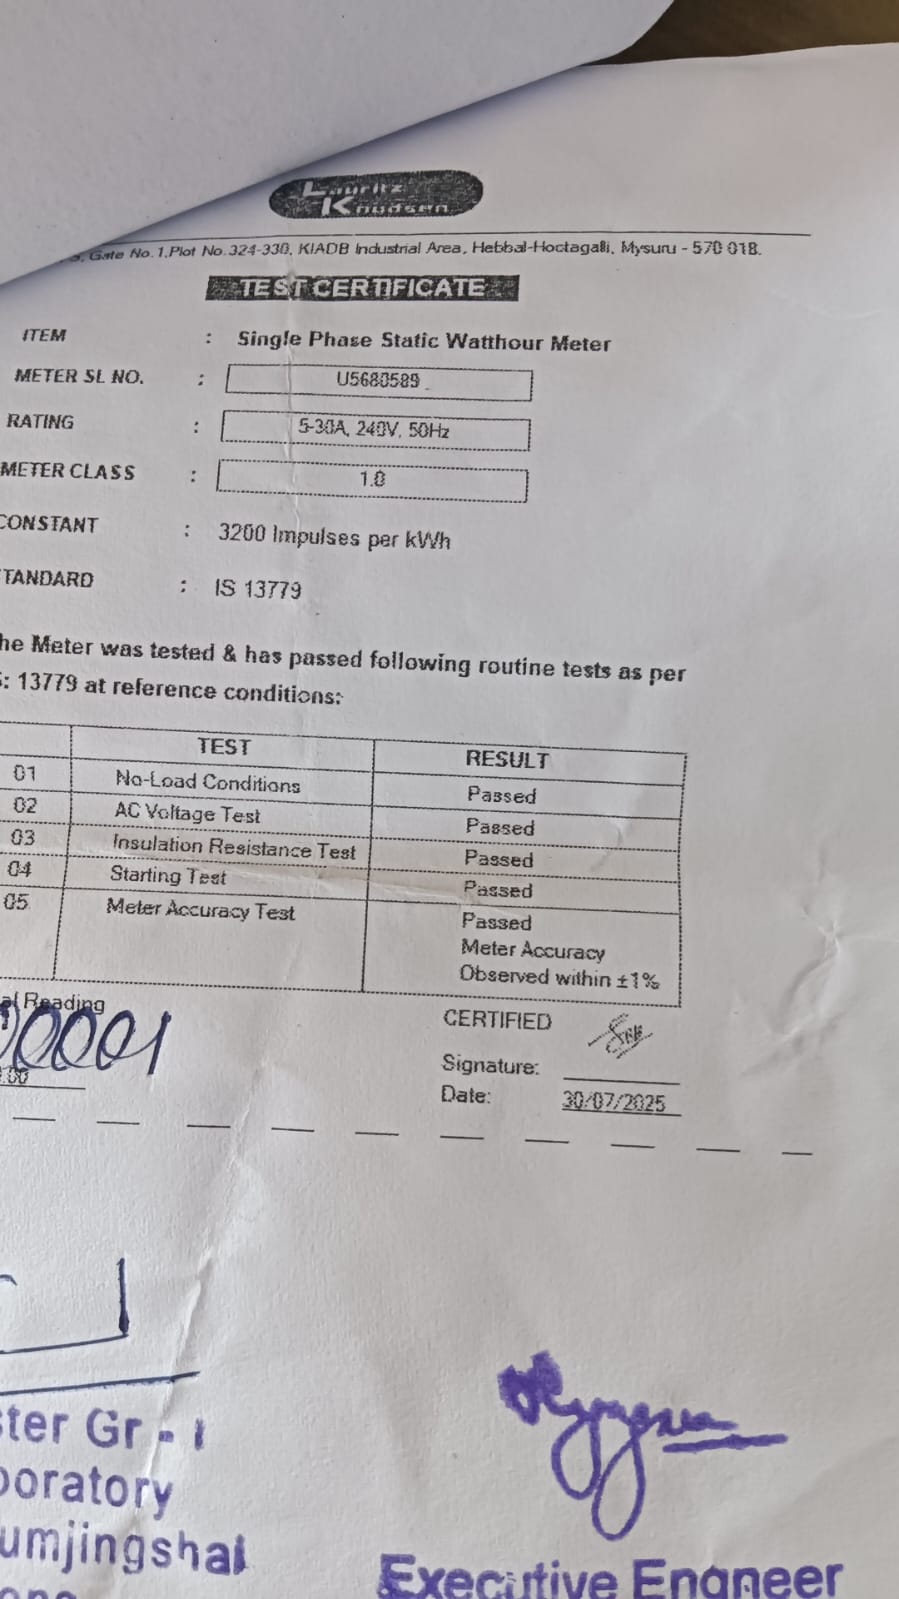 Lauritz
Knudsen
Gate No.1,Plot No.324-330, KIADB Industrial Area, Hebbal-Hootagalli, Mysuru - 570 018.
TEST CERTIFICATE
ITEM : Single Phase Static Watthour Meter
METER SL NO. : U5680589
RATING : 5-30A, 240V, 50Hz
METER CLASS : 1.0
CONSTANT : 3200 Impulses per kWh
TANDARD : IS 13779
he Meter was tested & has passed following routine tests as per
S: 13779 at reference conditions:
TEST RESULT
01 No-Load Conditions Passed
02 AC Voltage Test Passed
03 Insulation Resistance Test Passed
04 Starting Test Passed
05 Meter Accuracy Test Passed
Meter Accuracy
Observed within ±1%
al Reading
00001
.00
CERTIFIED
Signature:
Date: 30/07/2025
ster Gr - I
boratory
umjingshai
Executive Engneer